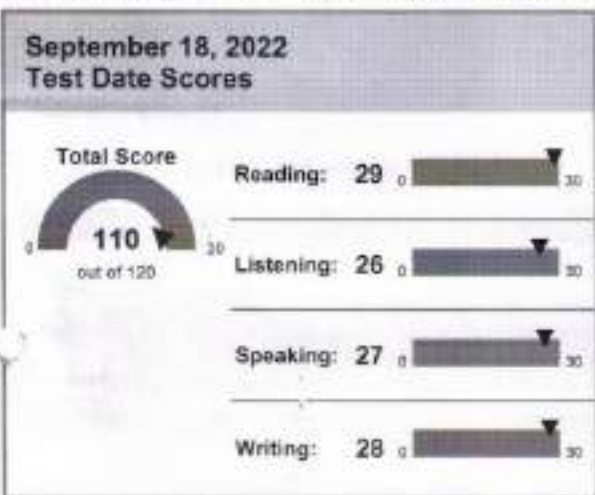 September 18, 2022
Test Date Scores
Total Score
0
110
20
out of 120
Reading: 29 0 30
Listening: 26 0 30
Speaking: 27 0 30
Writing: 28 0 30